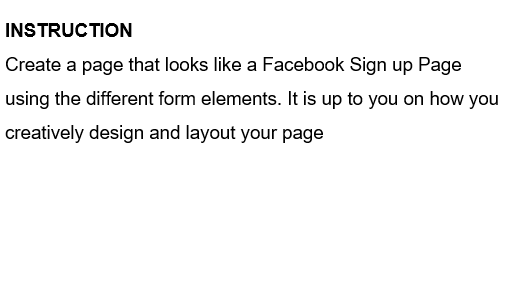 INSTRUCTION
Create a page that looks like a Facebook Sign up Page
using the different form elements. It is up to you on how you
creatively design and layout your page